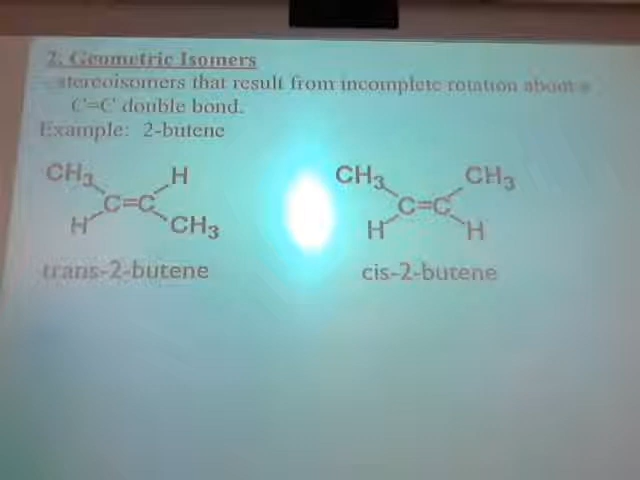 2. Geometric Isomers
- stereoisomers that result from incomplete rotation about a
C=C double bond.
Example: 2-butene
CH3 H CH3 CH3
C=C C=C
H CH3 H H
trans-2-butene cis-2-butene